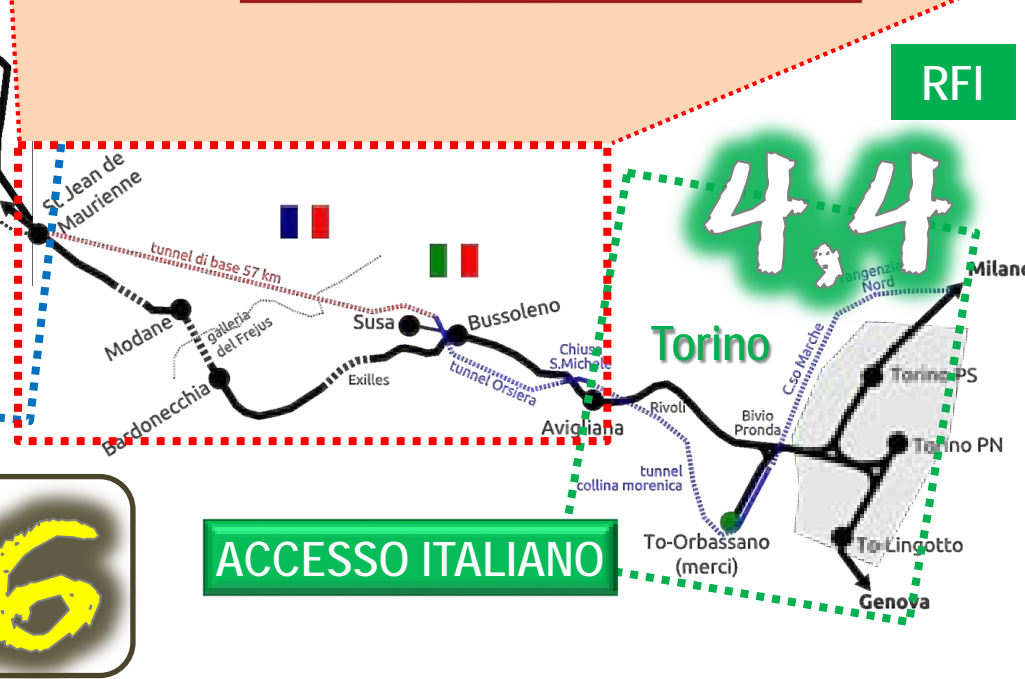 RFI
4,4
St. Jean de
Maurienne
tunnel di base 57 km
Modane
galleria
del Frejus
Bardonecchia
Susa
Bussoleno
Exilles
tunnel Orsiera
Chiusa
S.Michele
Avigliana
Torino
Rivoli
Bivio
Pronda
C.so Marche
Tangenziale
Nord
Milano
Torino PS
Torino PN
tunnel
collina morenica
To-Orbassano
(merci)
To Lingotto
Genova
ACCESSO ITALIANO
6